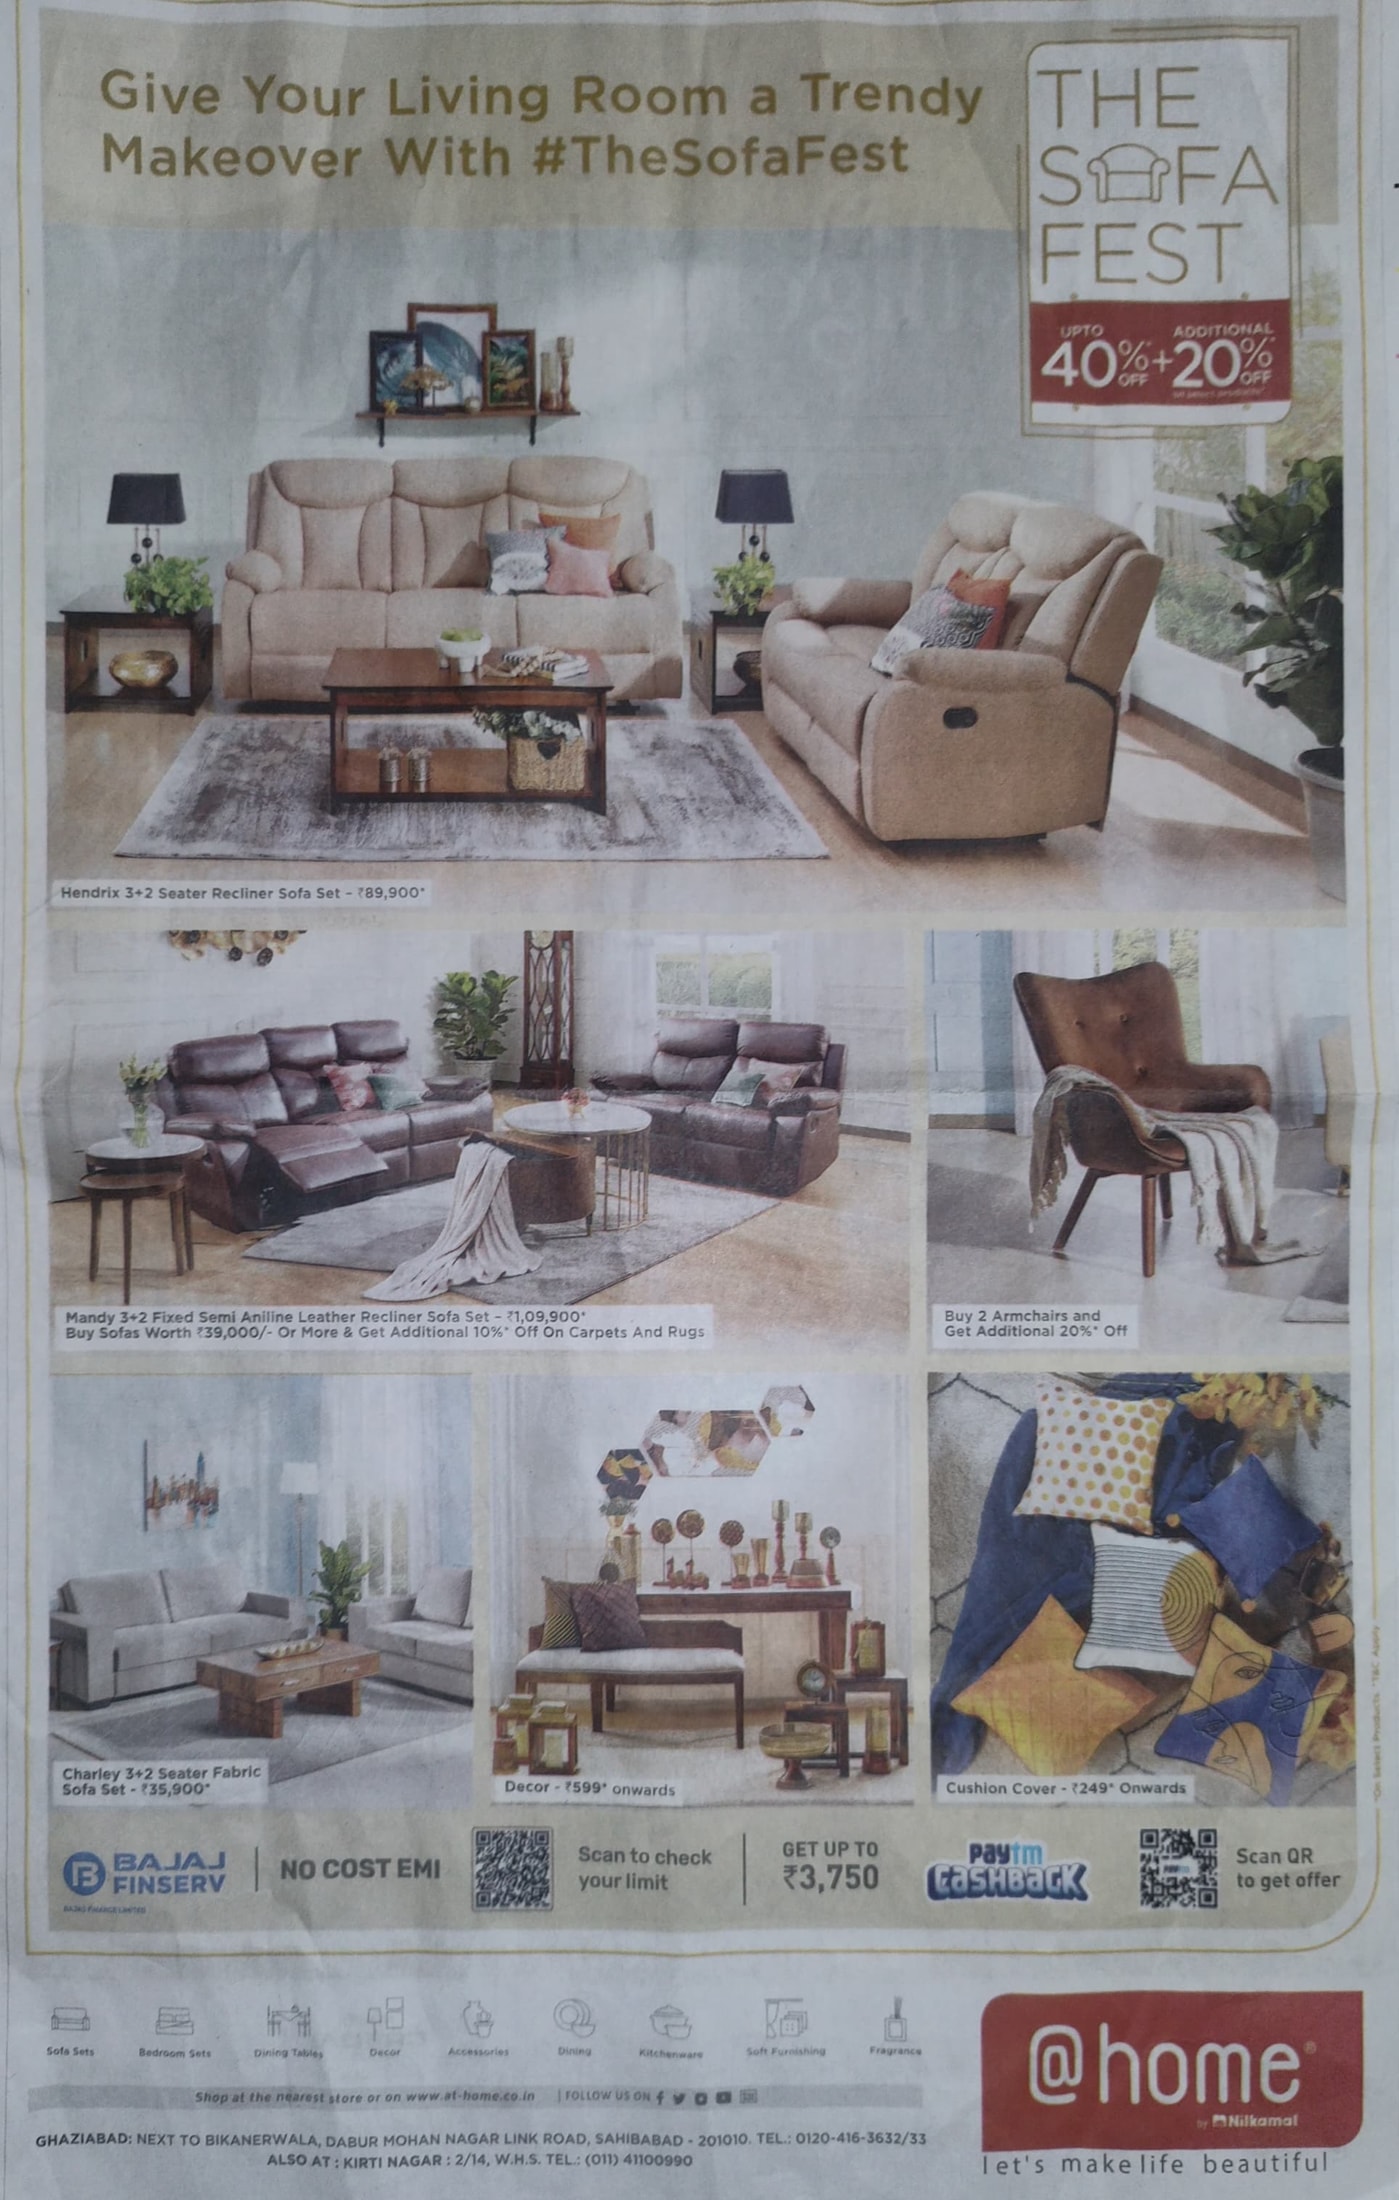 Give Your Living Room a Trendy
Makeover With #TheSofaFest
THE
SOFA
FEST
UPTO
40%* OFF
+
ADDITIONAL
20%* OFF
on select products*
Hendrix 3+2 Seater Recliner Sofa Set - ₹89,900*
Mandy 3+2 Fixed Semi Aniline Leather Recliner Sofa Set - ₹1,09,900*
Buy Sofas Worth ₹39,000/- Or More & Get Additional 10%* Off On Carpets And Rugs
Buy 2 Armchairs and
Get Additional 20%* Off
Charley 3+2 Seater Fabric
Sofa Set - ₹35,900*
Decor - ₹599* onwards
Cushion Cover - ₹249* Onwards
*On Select Products. *T&C Apply
B BAJAJ
FINSERV
BAJAJ FINANCE LIMITED
NO COST EMI
Scan to check
your limit
GET UP TO
₹3,750
paytm
CASHBACK
Scan QR
to get offer
Sofa Sets
Bedroom Sets
Dining Tables
Decor
Accessories
Dining
Kitchenware
Soft Furnishing
Fragrance
Shop at the nearest store or on www.at-home.co.in | FOLLOW US ON
GHAZIABAD: NEXT TO BIKANERWALA, DABUR MOHAN NAGAR LINK ROAD, SAHIBABAD - 201010. TEL.: 0120-416-3632/33
ALSO AT : KIRTI NAGAR : 2/14, W.H.S. TEL.: (011) 41100990
@home®
by Nilkamal
let's make life beautiful